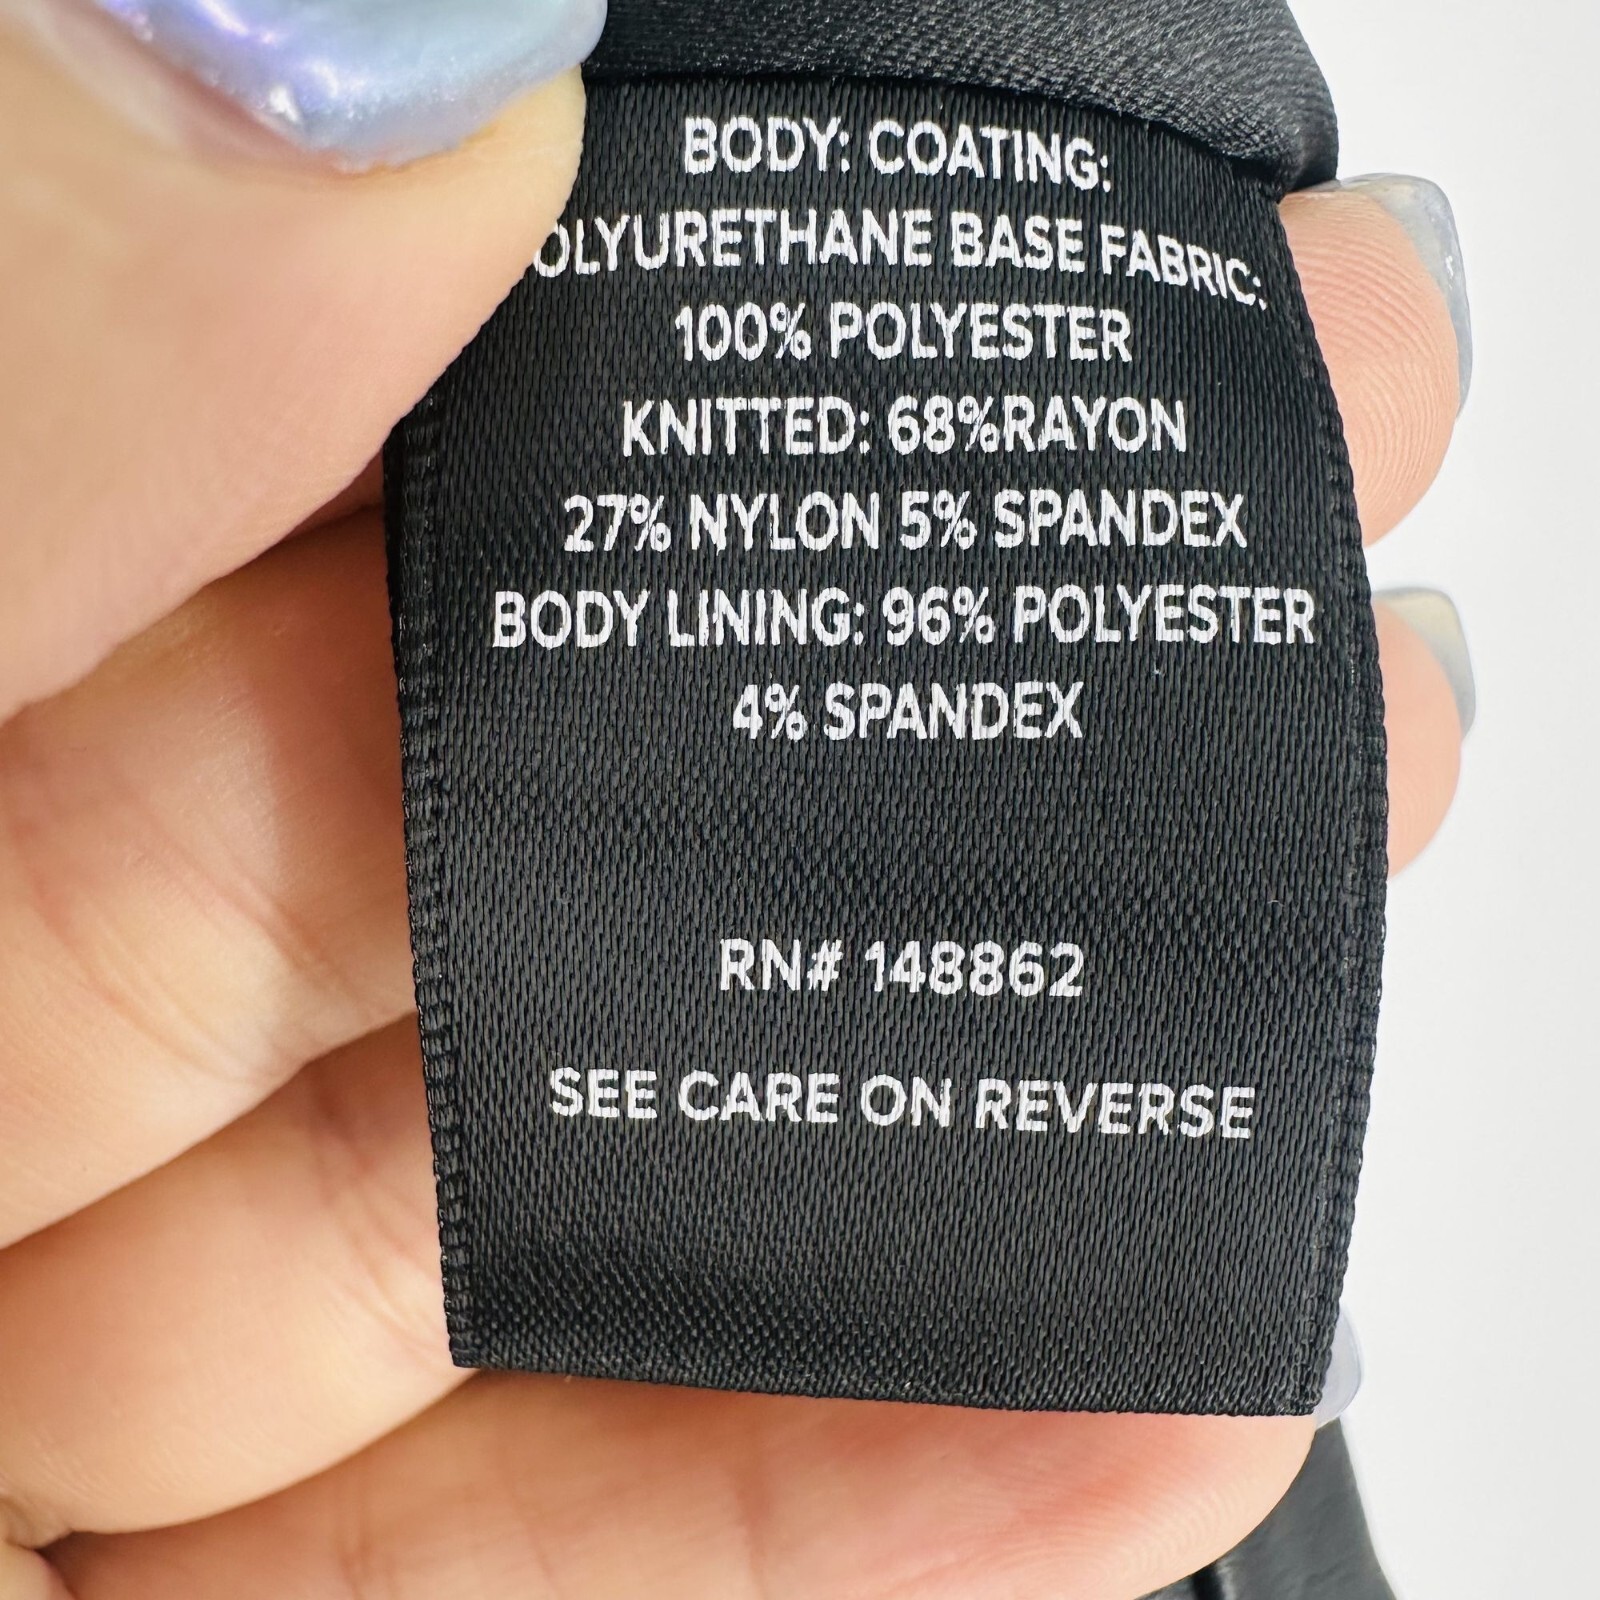 BODY: COATING:
OLYURETHANE BASE FABRIC:
100% POLYESTER
KNITTED: 68%RAYON
27% NYLON 5% SPANDEX
BODY LINING: 96% POLYESTER
4% SPANDEX
RN# 148862
SEE CARE ON REVERSE